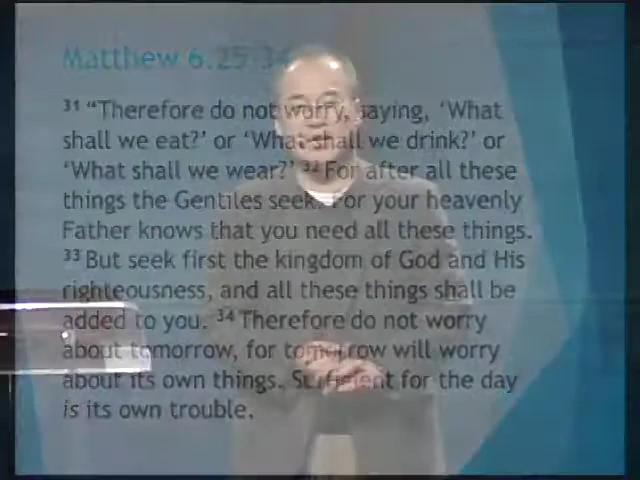 Matthew 6.25-34
31 “Therefore do not worry, saying, ‘What
shall we eat?’ or ‘What shall we drink?’ or
‘What shall we wear?’ 32 For after all these
things the Gentiles seek. For your heavenly
Father knows that you need all these things.
33 But seek first the kingdom of God and His
righteousness, and all these things shall be
added to you. 34 Therefore do not worry
about tomorrow, for tomorrow will worry
about its own things. Sufficient for the day
is its own trouble.